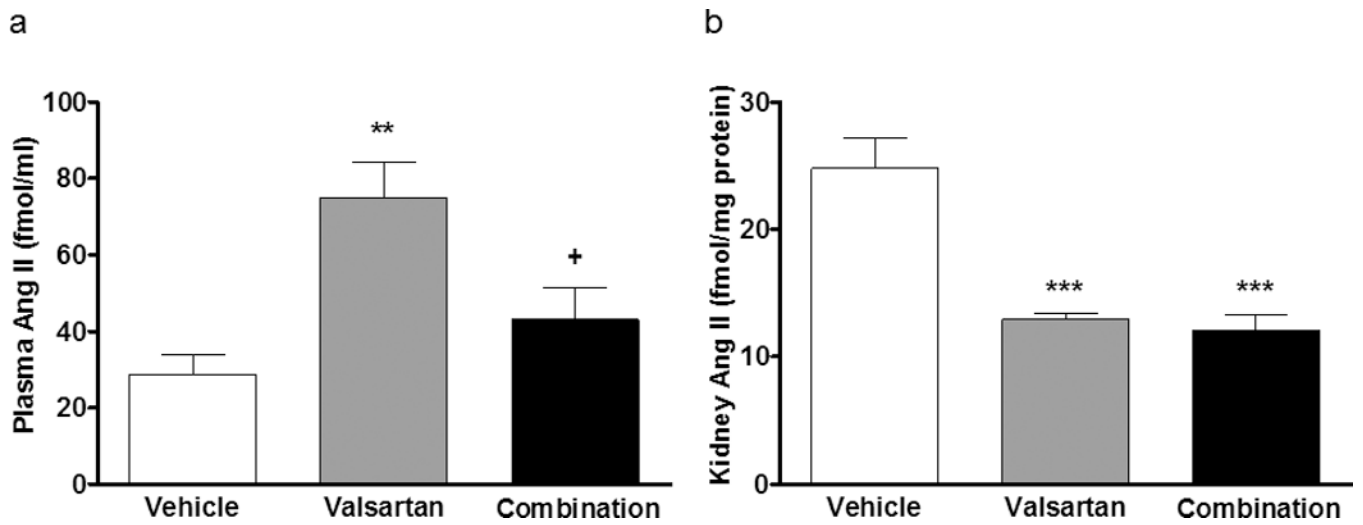 a
Plasma Ang II (fmol/ml)
100
80
60
40
20
0
**
+
Vehicle Valsartan Combination
b
Kidney Ang II (fmol/mg protein)
30
20
10
0
*** ***
Vehicle Valsartan Combination